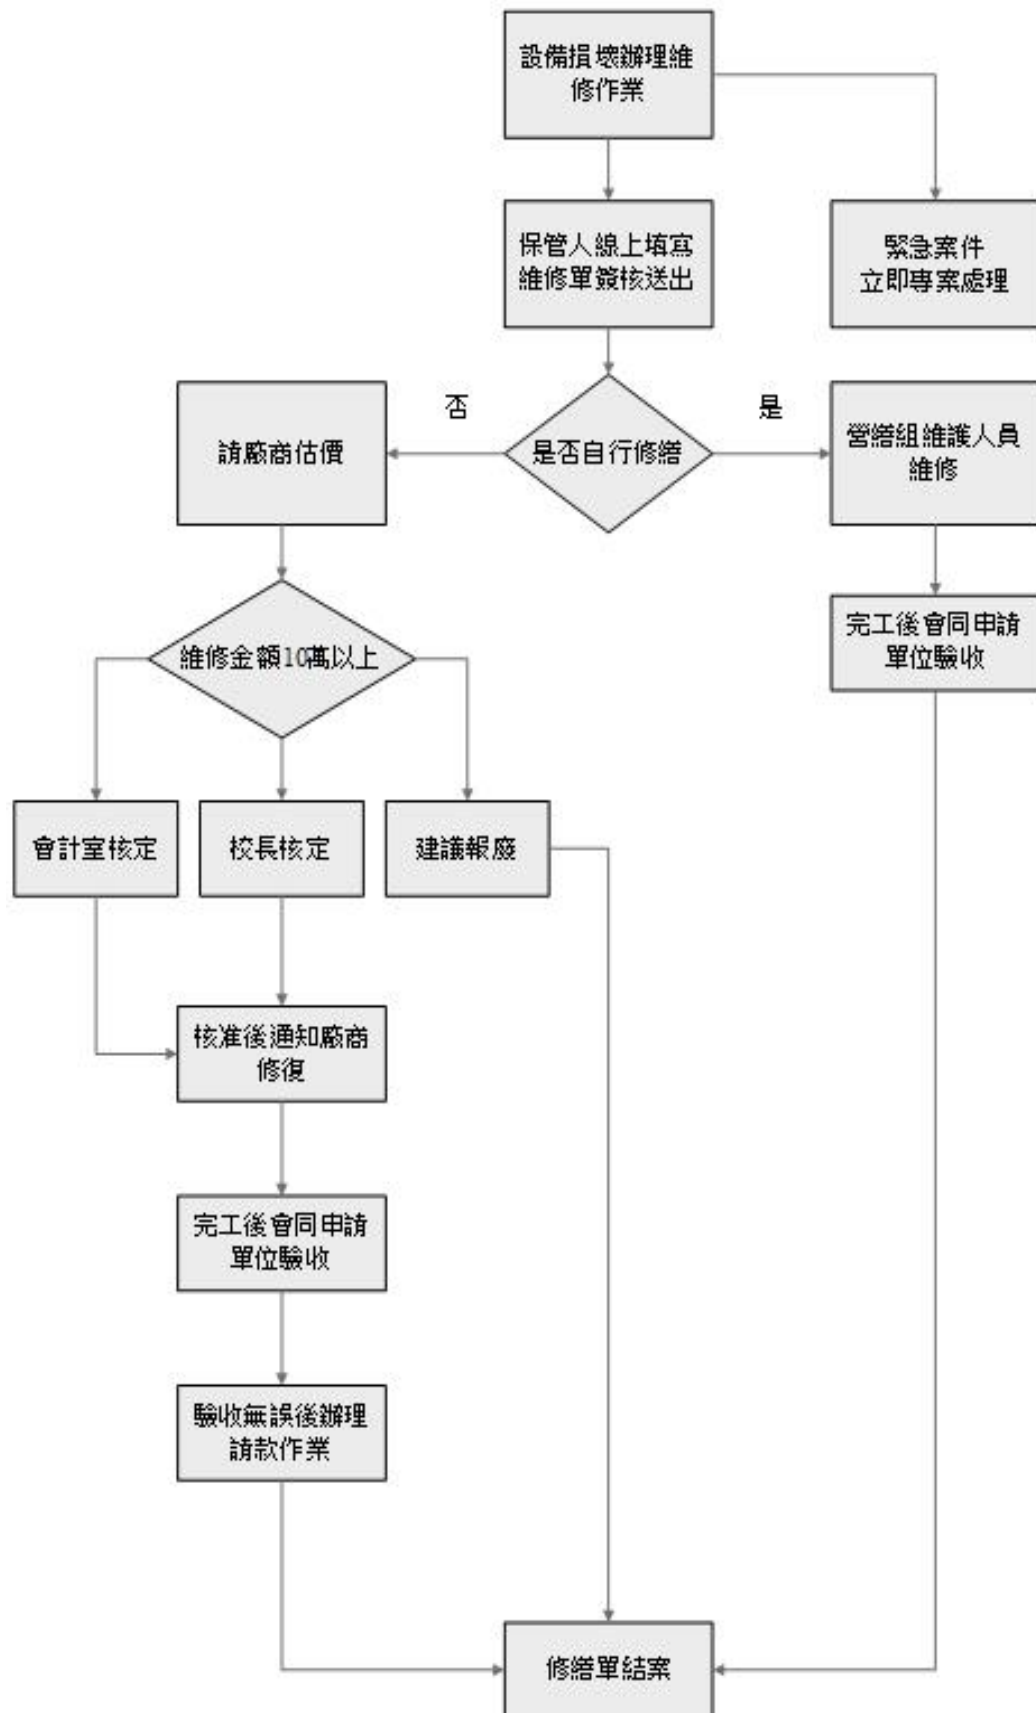 設備損壞辦理維
修作業
保管人線上填寫
維修單簽核送出
緊急案件
立即專案處理
否
是
請廠商估價
是否自行修繕
營繕組維護人員
維修
維修金額10萬以上
完工後會同申請
單位驗收
會計室核定
校長核定
建議報廢
核准後通知廠商
修復
完工後會同申請
單位驗收
驗收無誤後辦理
請款作業
修繕單結案